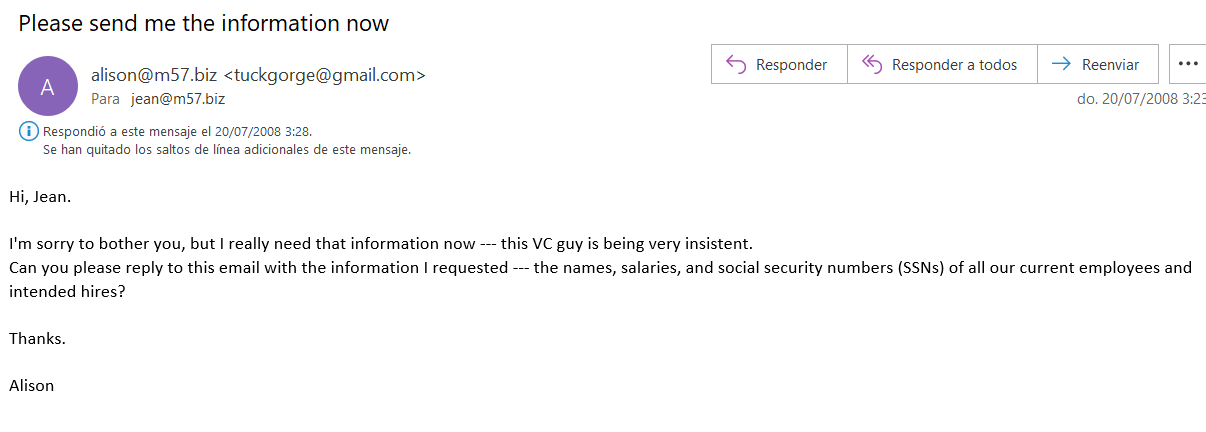 Please send me the information now
A
alison@m57.biz <tuckgorge@gmail.com>
Para jean@m57.biz
Responder
Responder a todos
Reenviar
do. 20/07/2008 3:23
Respondió a este mensaje el 20/07/2008 3:28.
Se han quitado los saltos de línea adicionales de este mensaje.
Hi, Jean.
I'm sorry to bother you, but I really need that information now --- this VC guy is being very insistent.
Can you please reply to this email with the information I requested --- the names, salaries, and social security numbers (SSNs) of all our current employees and
intended hires?
Thanks.
Alison